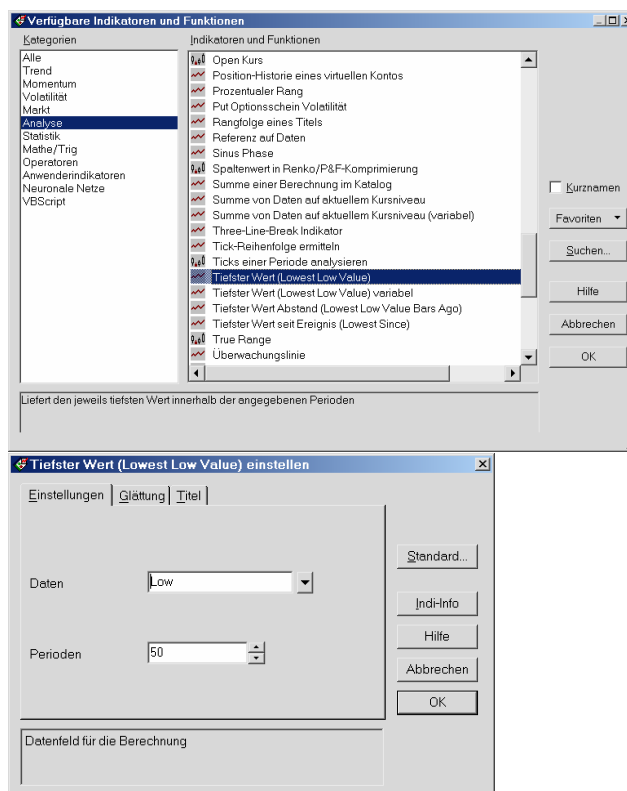 Verfügbare Indikatoren und Funktionen
Kategorien
Indikatoren und Funktionen
Alle
Trend
Momentum
Volatilität
Markt
Analyse
Statistik
Mathe/Trig
Operatoren
Anwenderindikatoren
Neuronale Netze
VBScript
Open Kurs
Position-Historie eines virtuellen Kontos
Prozentualer Rang
Put Optionsschein Volatilität
Rangfolge eines Titels
Referenz auf Daten
Sinus Phase
Spaltenwert in Renko/P&F-Komprimierung
Summe einer Berechnung im Katalog
Summe von Daten auf aktuellem Kursniveau
Summe von Daten auf aktuellem Kursniveau (variabel)
Three-Line-Break Indikator
Tick-Reihenfolge ermitteln
Ticks einer Periode analysieren
Tiefster Wert (Lowest Low Value)
Tiefster Wert (Lowest Low Value) variabel
Tiefster Wert Abstand (Lowest Low Value Bars Ago)
Tiefster Wert seit Ereignis (Lowest Since)
True Range
Überwachungslinie
Kurznamen
Favoriten
Suchen...
Hilfe
Abbrechen
OK
Liefert den jeweils tiefsten Wert innerhalb der angegebenen Perioden
Tiefster Wert (Lowest Low Value) einstellen
Einstellungen Glättung Titel
Daten
Low
Perioden
50
Standard...
Indi-Info
Hilfe
Abbrechen
OK
Datenfeld für die Berechnung